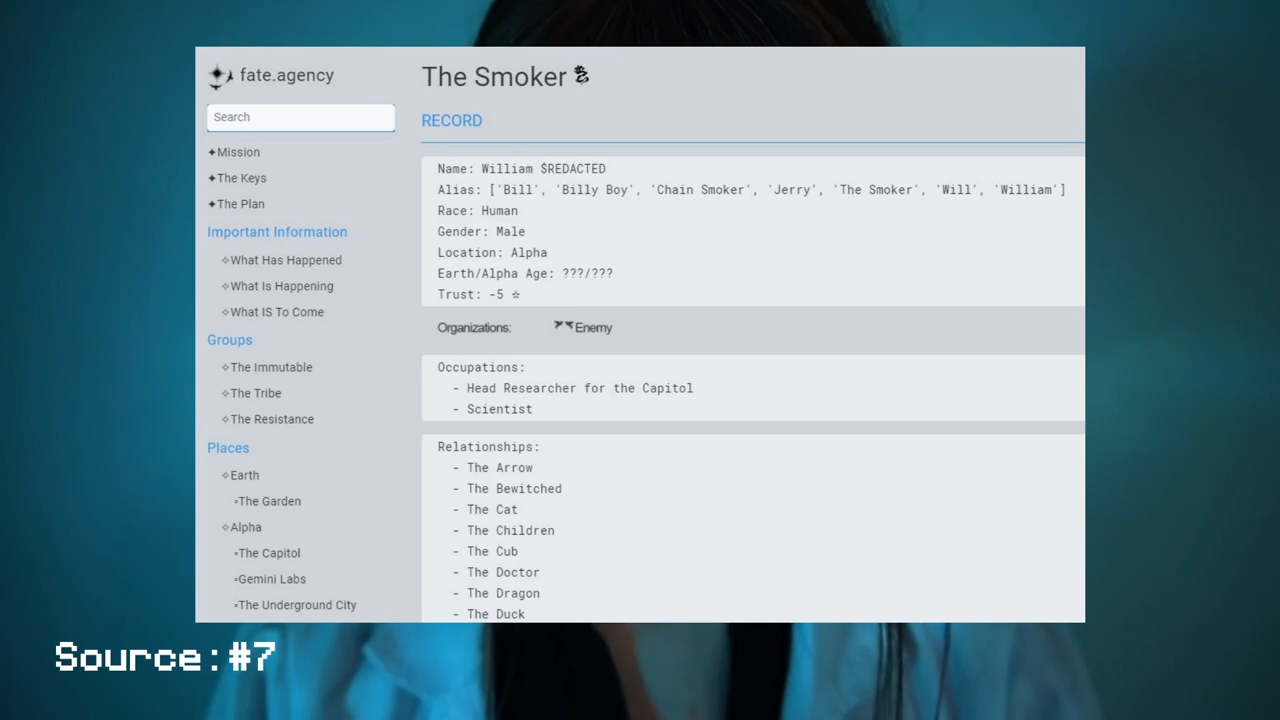 fate.agency
Search
✦Mission
✦The Keys
✦The Plan
Important Information
✧What Has Happened
✧What Is Happening
✧What IS To Come
Groups
✧The Immutable
✧The Tribe
✧The Resistance
Places
✧Earth
◦The Garden
✧Alpha
◦The Capitol
◦Gemini Labs
◦The Underground City
The Smoker
RECORD
Name: William $REDACTED
Alias: ['Bill', 'Billy Boy', 'Chain Smoker', 'Jerry', 'The Smoker', 'Will', 'William']
Race: Human
Gender: Male
Location: Alpha
Earth/Alpha Age: ???/???
Trust: -5 ☆
Organizations: Enemy
Occupations:
- Head Researcher for the Capitol
- Scientist
Relationships:
- The Arrow
- The Bewitched
- The Cat
- The Children
- The Cub
- The Doctor
- The Dragon
- The Duck
Source:#7